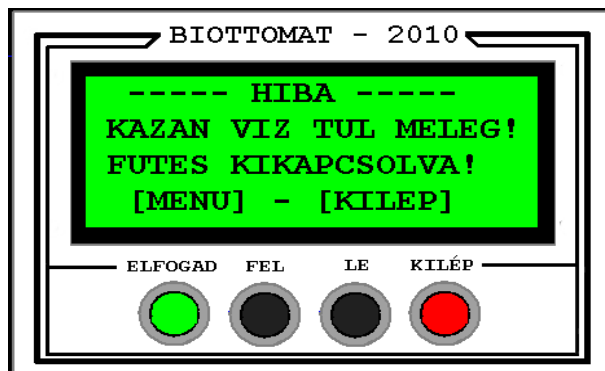 BIOTTOMAT - 2010
----- HIBA -----
KAZAN VIZ TUL MELEG!
FUTES KIKAPCSOLVA!
[MENU] - [KILEP]
ELFOGAD FEL LE KILÉP